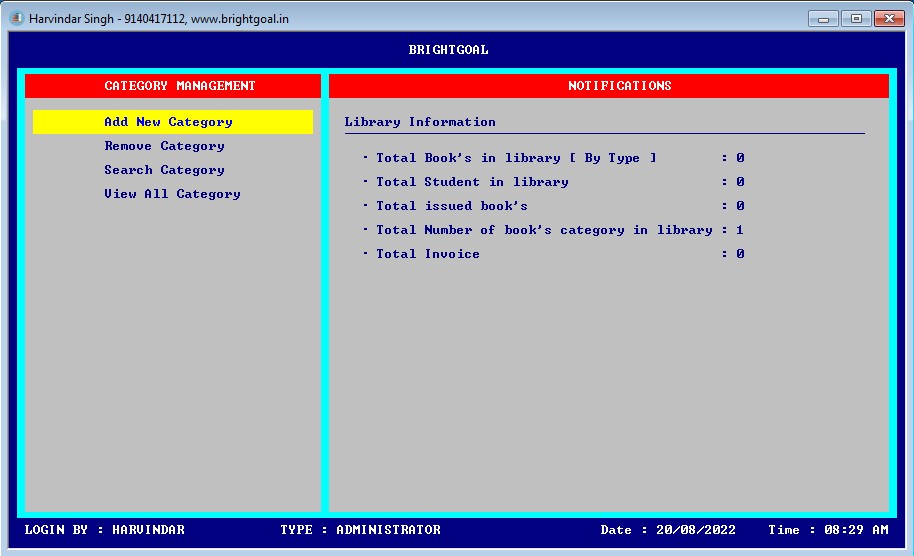 Harvindar Singh - 9140417112, www.brightgoal.in
BRIGHTGOAL
CATEGORY MANAGEMENT
Add New Category
Remove Category
Search Category
View All Category
NOTIFICATIONS
Library Information
· Total Book's in library [ By Type ] : 0
· Total Student in library : 0
· Total issued book's : 0
· Total Number of book's category in library : 1
· Total Invoice : 0
LOGIN BY : HARVINDAR TYPE : ADMINISTRATOR Date : 20/08/2022 Time : 08:29 AM